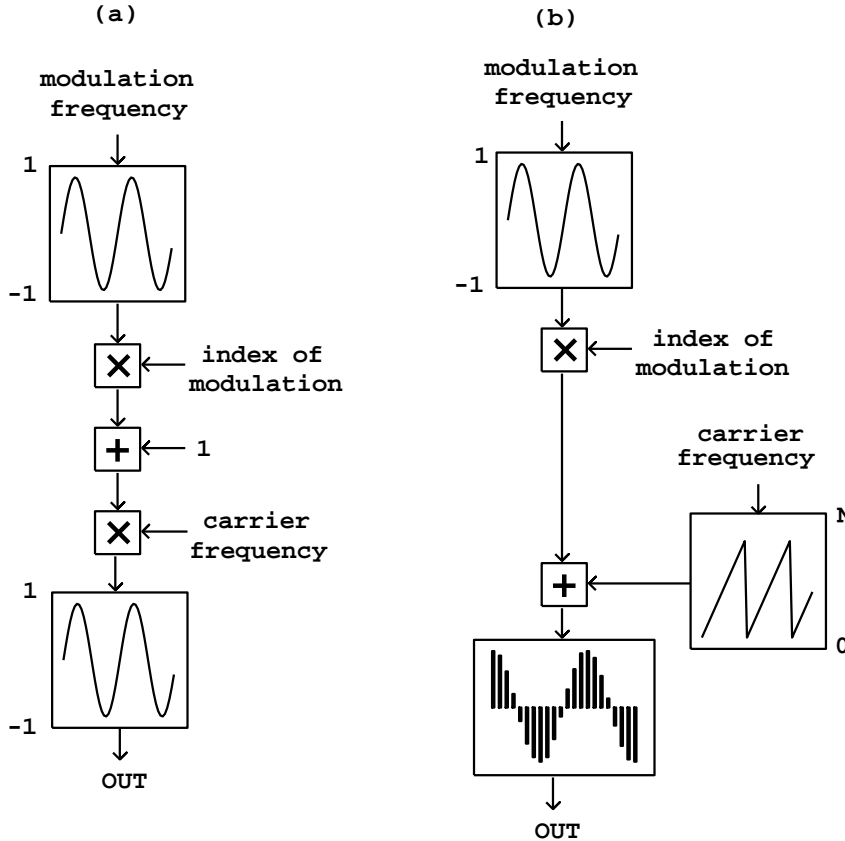 (a)
modulation
frequency
1
-1
index of
modulation
1
carrier
frequency
1
-1
OUT
(b)
modulation
frequency
1
-1
index of
modulation
carrier
frequency
N
0
OUT